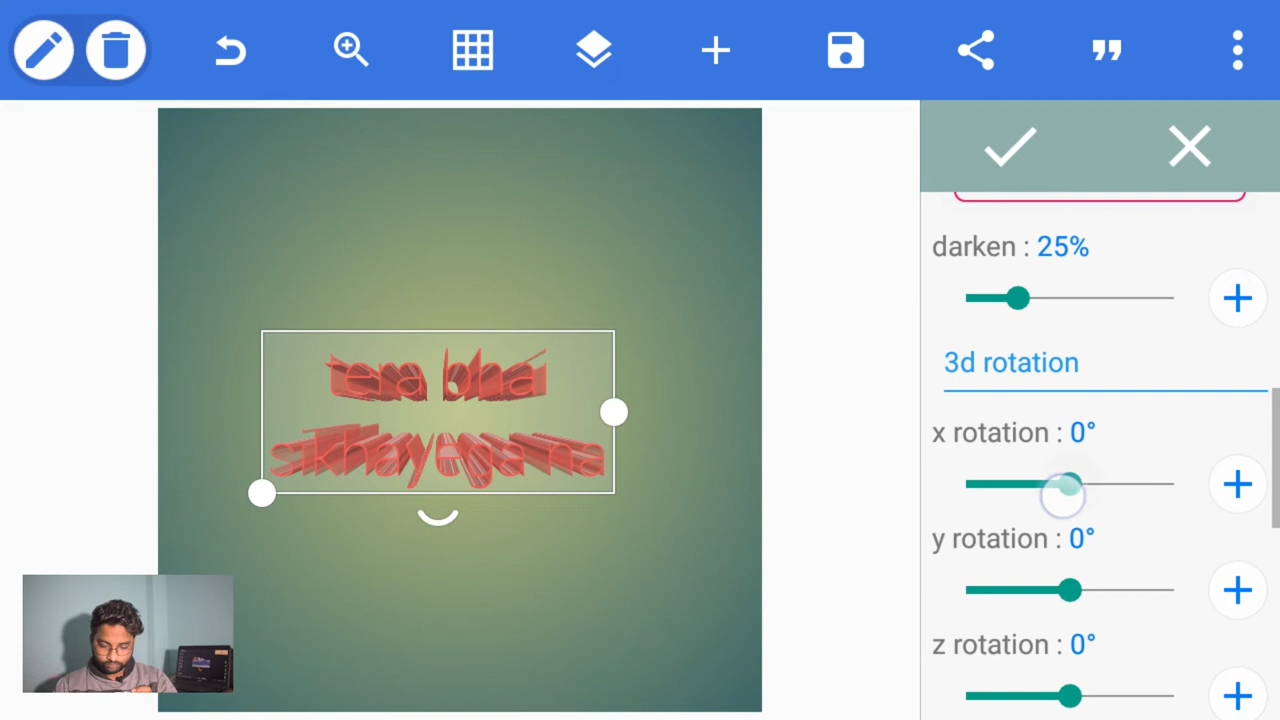 darken : 25%
3d rotation
x rotation : 0°
y rotation : 0°
z rotation : 0°
tera bhai
sikhayega na